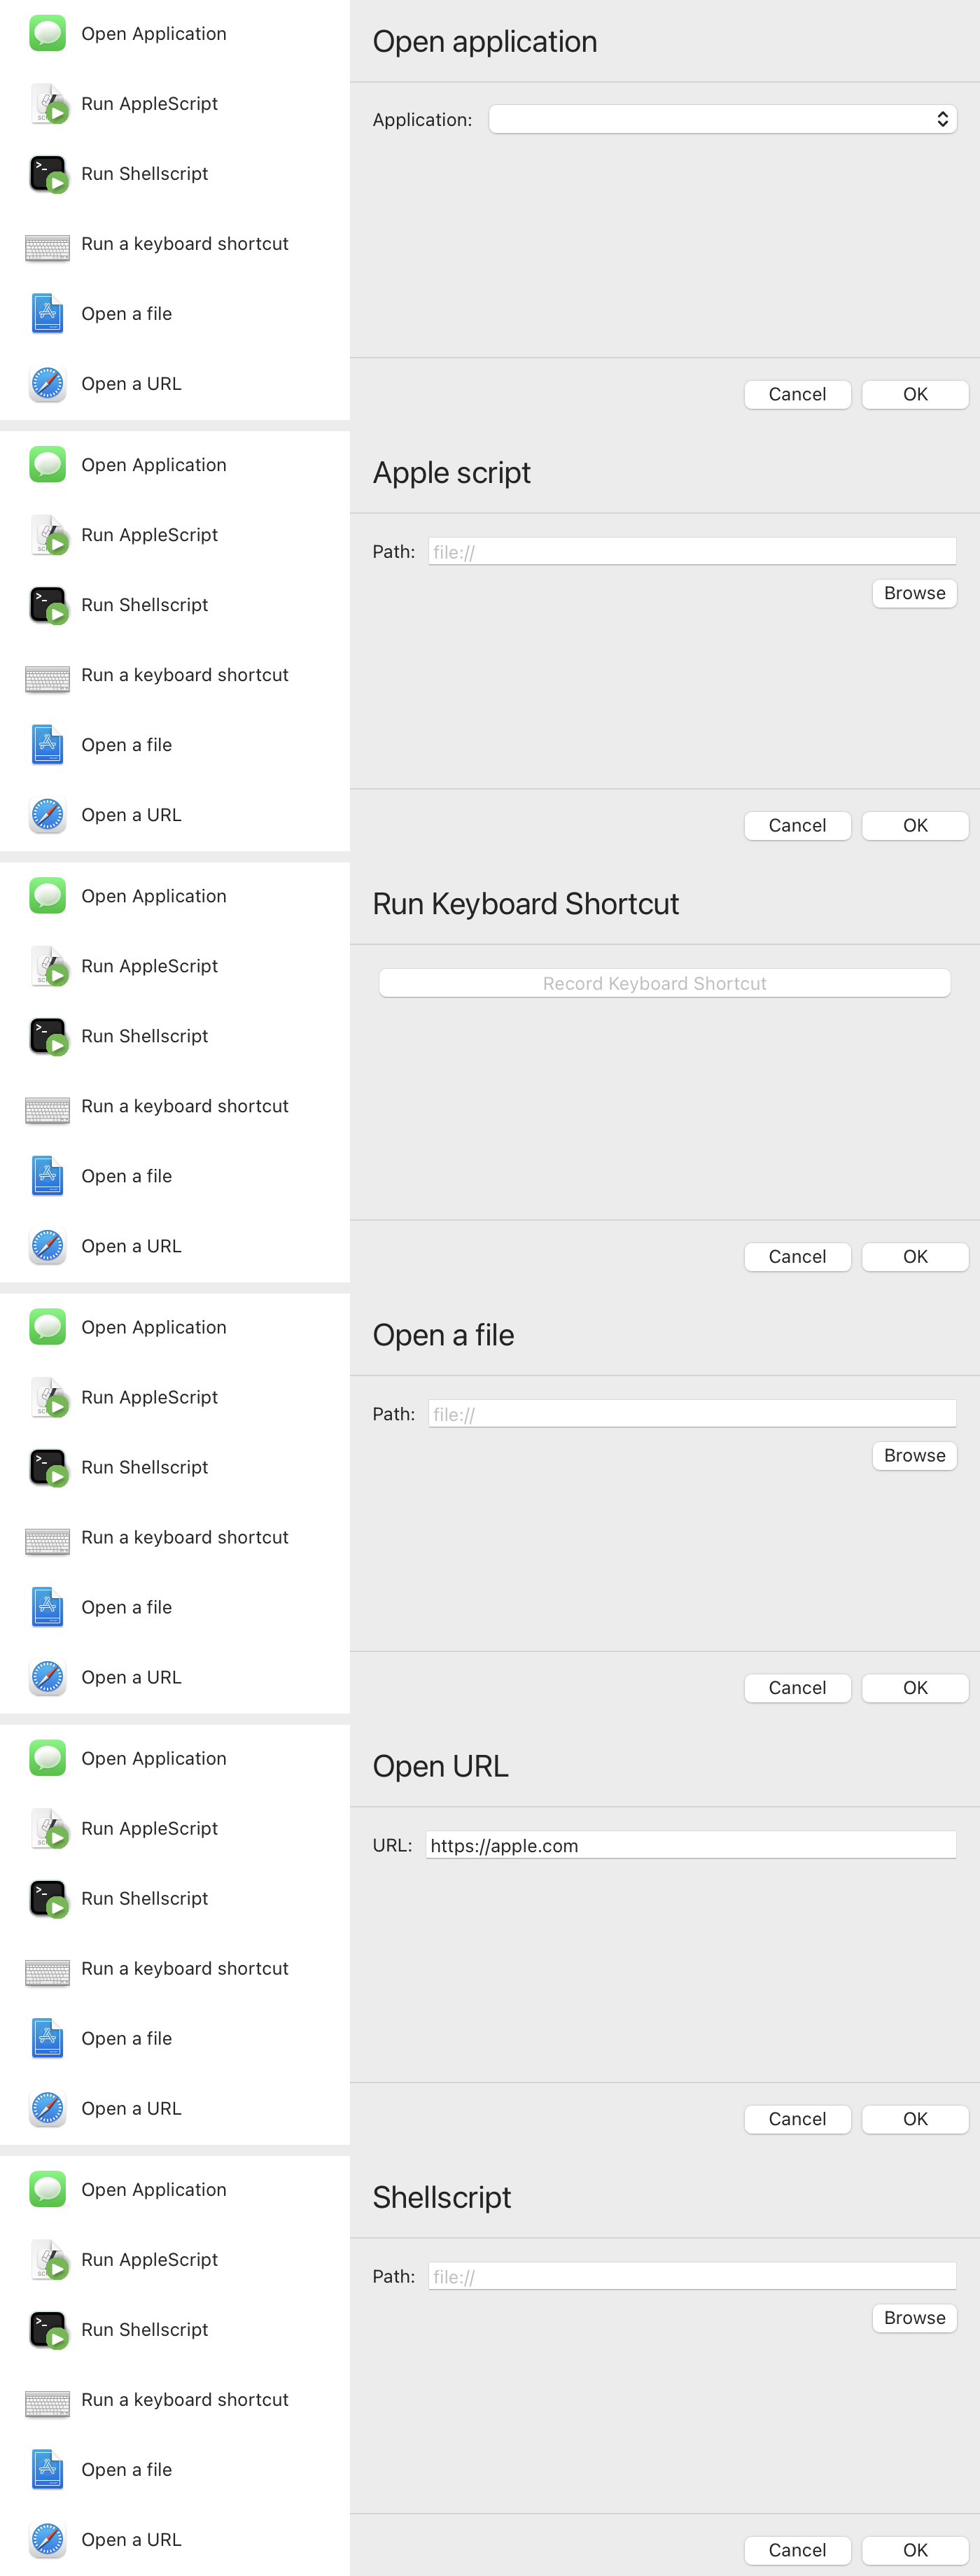 Open Application
Run AppleScript
Run Shellscript
Run a keyboard shortcut
Open a file
Open a URL
Open application
Application:
Cancel
OK
Open Application
Run AppleScript
Run Shellscript
Run a keyboard shortcut
Open a file
Open a URL
Apple script
Path: file://
Browse
Cancel
OK
Open Application
Run AppleScript
Run Shellscript
Run a keyboard shortcut
Open a file
Open a URL
Run Keyboard Shortcut
Record Keyboard Shortcut
Cancel
OK
Open Application
Run AppleScript
Run Shellscript
Run a keyboard shortcut
Open a file
Open a URL
Open a file
Path: file://
Browse
Cancel
OK
Open Application
Run AppleScript
Run Shellscript
Run a keyboard shortcut
Open a file
Open a URL
Open URL
URL: https://apple.com
Cancel
OK
Open Application
Run AppleScript
Run Shellscript
Run a keyboard shortcut
Open a file
Open a URL
Shellscript
Path: file://
Browse
Cancel
OK